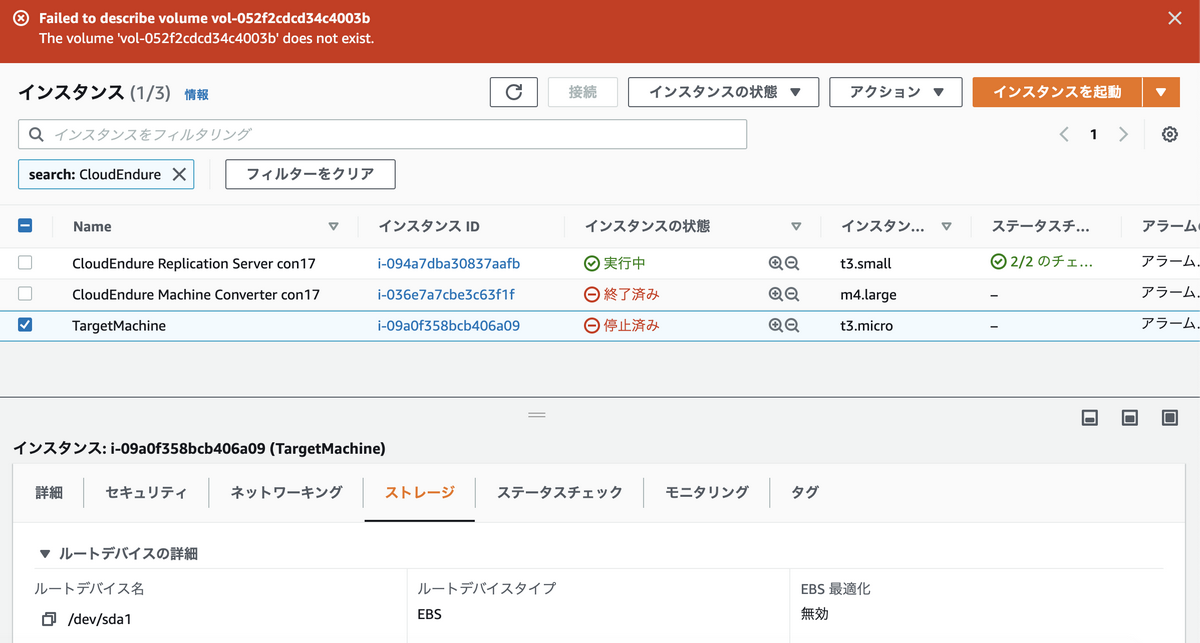 Failed to describe volume vol-052f2cdcd34c4003b
The volume 'vol-052f2cdcd34c4003b' does not exist.
インスタンス (1/3) 情報
接続
インスタンスの状態 ▼
アクション ▼
インスタンスを起動 ▼
インスタンスをフィルタリング
1
search: CloudEndure
フィルターをクリア
Name インスタンス ID インスタンスの状態 インスタン... ステータスチ... アラームの
CloudEndure Replication Server con17 i-094a7dba30837aafb 実行中 t3.small 2/2 のチェ... アラーム.
CloudEndure Machine Converter con17 i-036e7a7cbe3c63f1f 終了済み m4.large – アラーム.
TargetMachine i-09a0f358bcb406a09 停止済み t3.micro – アラーム.
インスタンス: i-09a0f358bcb406a09 (TargetMachine)
詳細 セキュリティ ネットワーキング ストレージ ステータスチェック モニタリング タグ
▼ ルートデバイスの詳細
ルートデバイス名 ルートデバイスタイプ EBS 最適化
/dev/sda1 EBS 無効